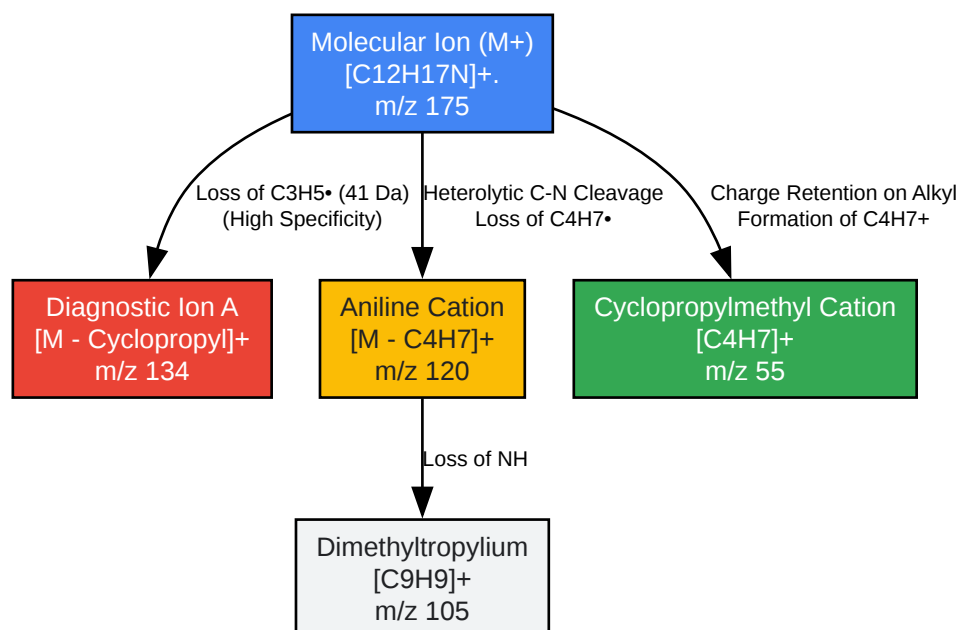 Molecular Ion (M+)
[C12H17N]+.
m/z 175
Loss of C3H5• (41 Da)
(High Specificity)
Heterolytic C-N Cleavage
Loss of C4H7•
Charge Retention on Alkyl
Formation of C4H7+
Diagnostic Ion A
[M - Cyclopropyl]+
m/z 134
Aniline Cation
[M - C4H7]+
m/z 120
Cyclopropylmethyl Cation
[C4H7]+
m/z 55
Loss of NH
Dimethyltropylium
[C9H9]+
m/z 105